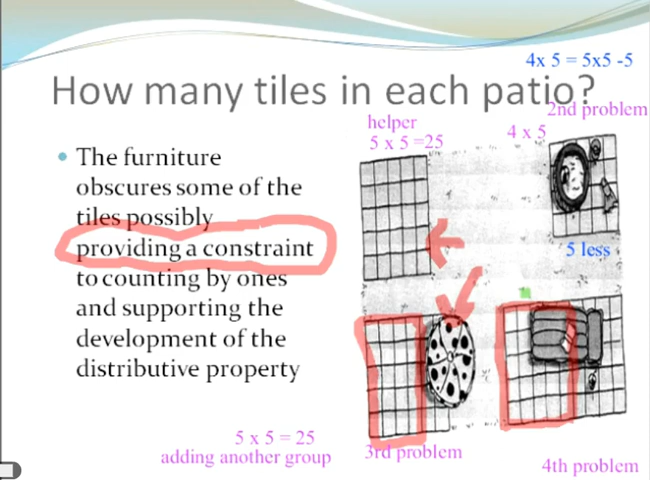 4x 5 = 5x5 -5
How many tiles in each patio?
2nd problem
helper
5 x 5 =25
4 x 5
• The furniture
obscures some of the
tiles possibly
providing a constraint
to counting by ones
and supporting the
development of the
distributive property
5 less
5 x 5 = 25
adding another group
3rd problem
4th problem